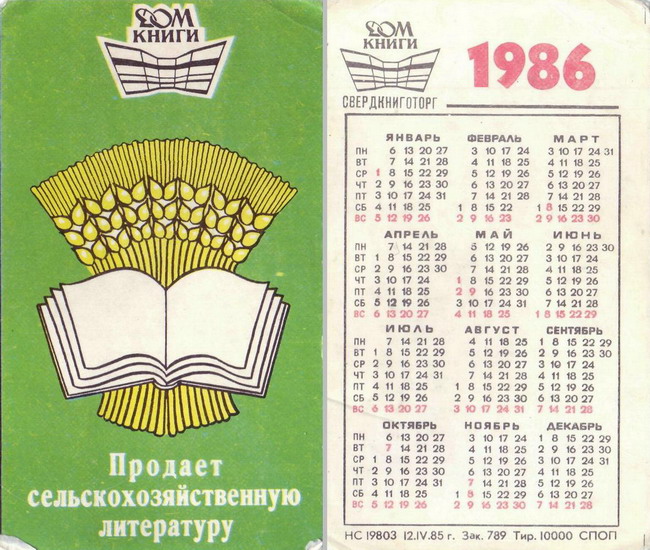 ДОМ
КНИГИ
Продает
сельскохозяйственную
литературу
ДОМ
КНИГИ
СВЕРДКНИГОТОРГ
1986
ЯНВАРЬ ФЕВРАЛЬ МАРТ
ПН 6 13 20 27 3 10 17 24 3 10 17 24 31
ВТ 7 14 21 28 4 11 18 25 4 11 18 25
СР 1 8 15 22 29 5 12 19 26 5 12 19 26
ЧТ 2 9 16 23 30 6 13 20 27 6 13 20 27
ПТ 3 10 17 24 31 7 14 21 28 7 14 21 28
СБ 4 11 18 25 1 8 15 22 1 8 15 22 29
ВС 5 12 19 26 2 9 16 23 2 9 16 23 30
АПРЕЛЬ МАЙ ИЮНЬ
ПН 7 14 21 28 5 12 19 26 2 9 16 23 30
ВТ 1 8 15 22 29 6 13 20 27 3 10 17 24
СР 2 9 16 23 30 7 14 21 28 4 11 18 25
ЧТ 3 10 17 24 1 8 15 22 29 5 12 19 26
ПТ 4 11 18 25 2 9 16 23 30 6 13 20 27
СБ 5 12 19 26 3 10 17 24 31 7 14 21 28
ВС 6 13 20 27 4 11 18 25 1 8 15 22 29
ИЮЛЬ АВГУСТ СЕНТЯБРЬ
ПН 7 14 21 28 4 11 18 25 1 8 15 22 29
ВТ 1 8 15 22 29 5 12 19 26 2 9 16 23 30
СР 2 9 16 23 30 6 13 20 27 3 10 17 24
ЧТ 3 10 17 24 31 7 14 21 28 4 11 18 25
ПТ 4 11 18 25 1 8 15 22 29 5 12 19 26
СБ 5 12 19 26 2 9 16 23 30 6 13 20 27
ВС 6 13 20 27 3 10 17 24 31 7 14 21 28
ОКТЯБРЬ НОЯБРЬ ДЕКАБРЬ
ПН 6 13 20 27 3 10 17 24 1 8 15 22 29
ВТ 7 14 21 28 4 11 18 25 2 9 16 23 30
СР 1 8 15 22 29 5 12 19 26 3 10 17 24 31
ЧТ 2 9 16 23 30 6 13 20 27 4 11 18 25
ПТ 3 10 17 24 31 7 14 21 28 5 12 19 26
СБ 4 11 18 25 1 8 15 22 29 6 13 20 27
ВС 5 12 19 26 2 9 16 23 30 7 14 21 28
НС 19803 12.IV.85 г. Зак. 789 Тир. 10000 СПОП